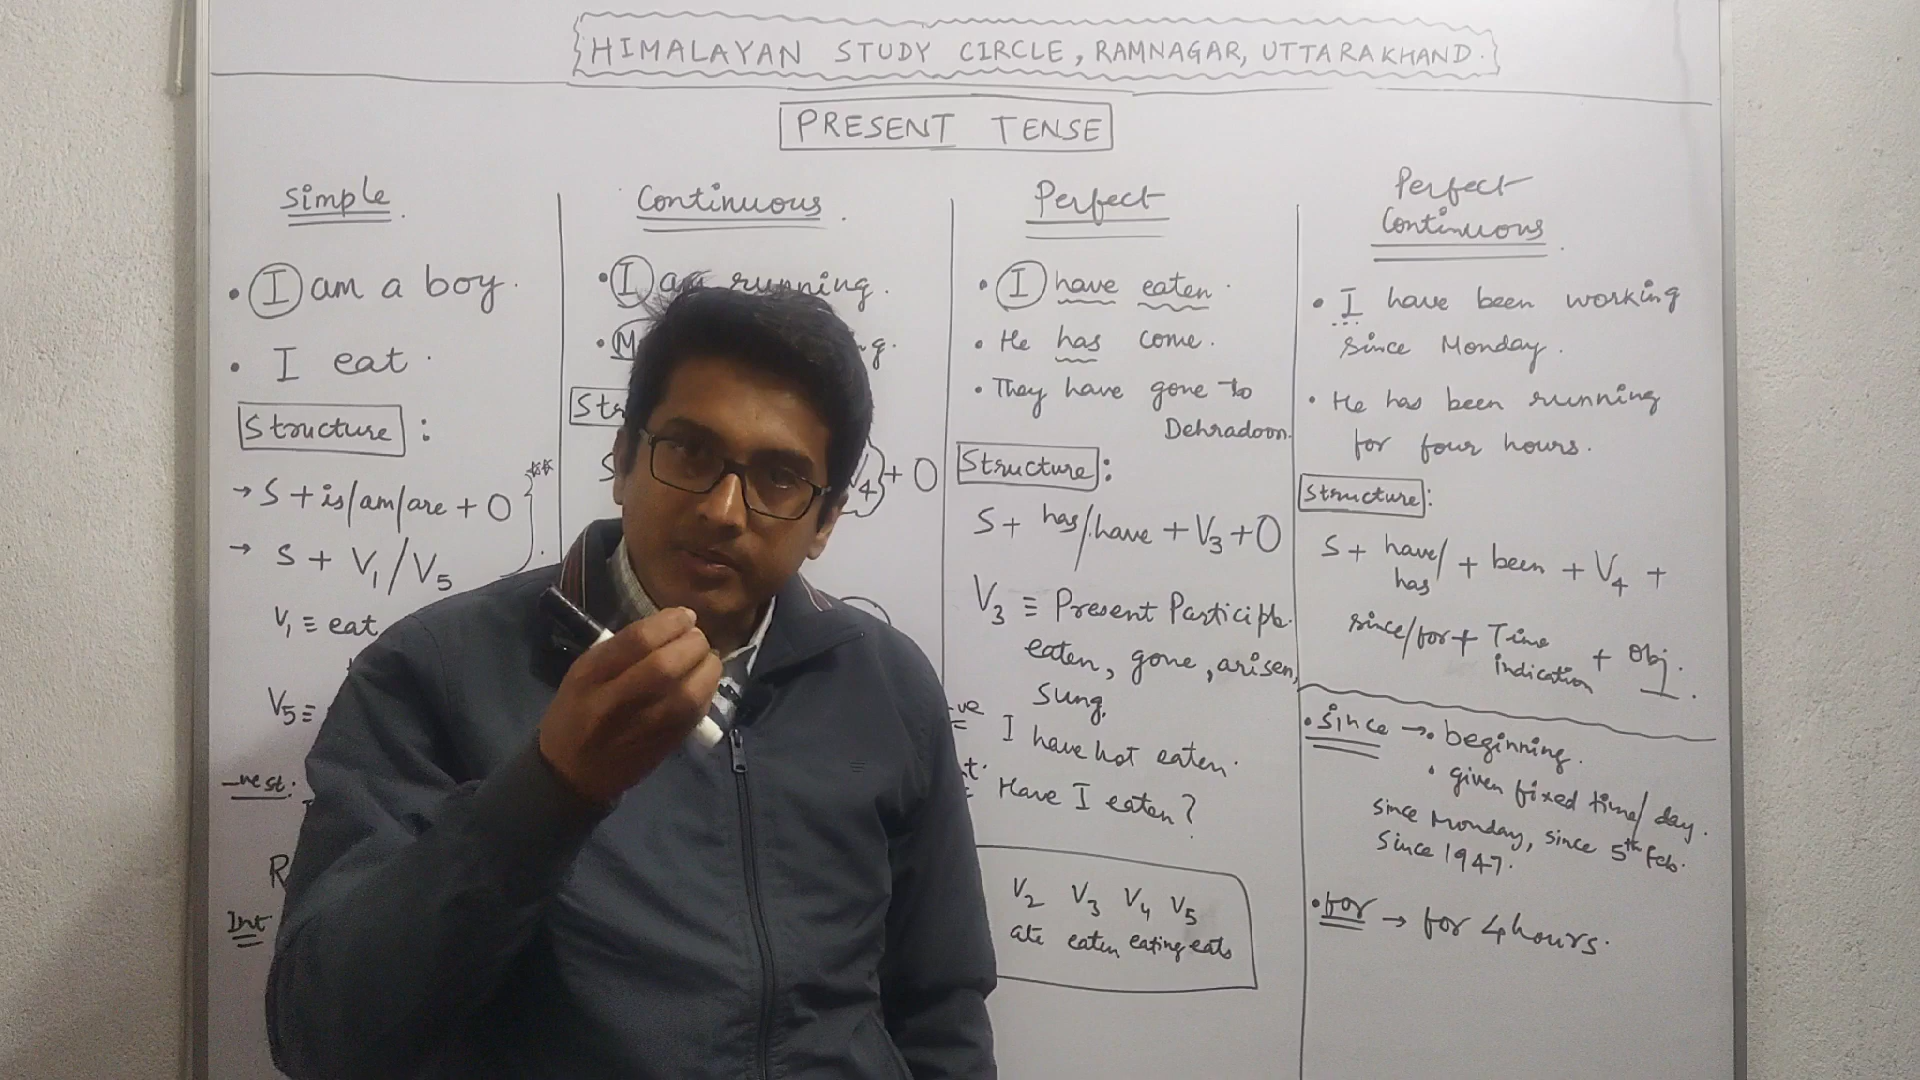 HIMALAYAN STUDY CIRCLE, RAMNAGAR, UTTARAKHAND.
PRESENT TENSE
Simple.
• I am a boy.
• I eat.
Structure :
→ S + is/am/are + O
→ S + V1/V5
V1 ≡ eat
V5 ≡
Int
Continuous.
• I am running.
+ O
Perfect
• I have eaten.
• He has come.
• They have gone to
Dehradoon.
Structure :
S + has/have + V3 + O
V3 ≡ Present Participle.
eaten, gone, arisen,
sung,
I have not eaten.
Have I eaten?
V2 V3 V4 V5
ate eaten eating eats
Perfect
Continuous.
• I have been working
since Monday.
• He has been running
for four hours.
Structure :
S + have/has + been + V4 +
since/for + Time indication + Obj.
• since → • beginning.
• given fixed time/day.
since Monday, since 5th Feb.
Since 1947.
• for → for 4 hours.